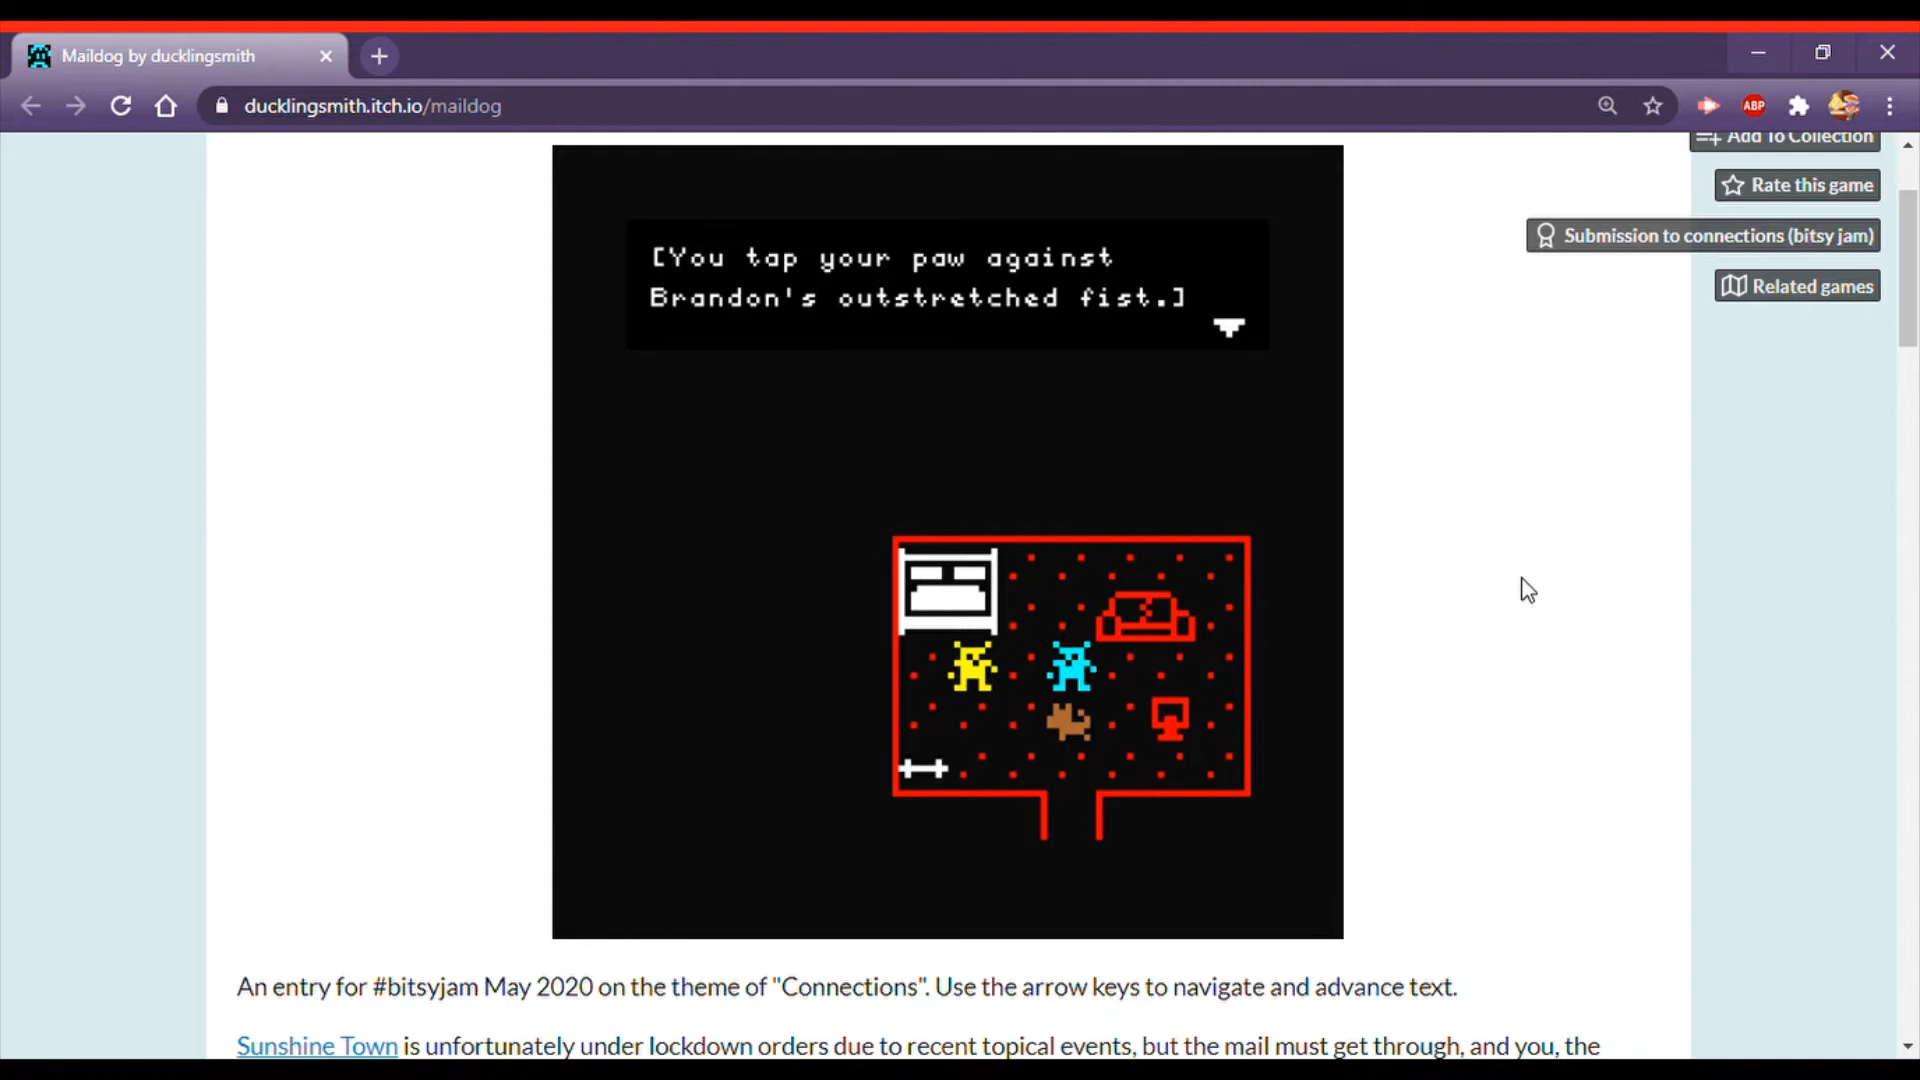 Maildog by ducklingsmith
ducklingsmith.itch.io/maildog
ABP
Add To Collection
Rate this game
Submission to connections (bitsy jam)
Related games
[You tap your paw against
Brandon's outstretched fist.]
An entry for #bitsyjam May 2020 on the theme of "Connections". Use the arrow keys to navigate and advance text.
Sunshine Town is unfortunately under lockdown orders due to recent topical events, but the mail must get through, and you, the